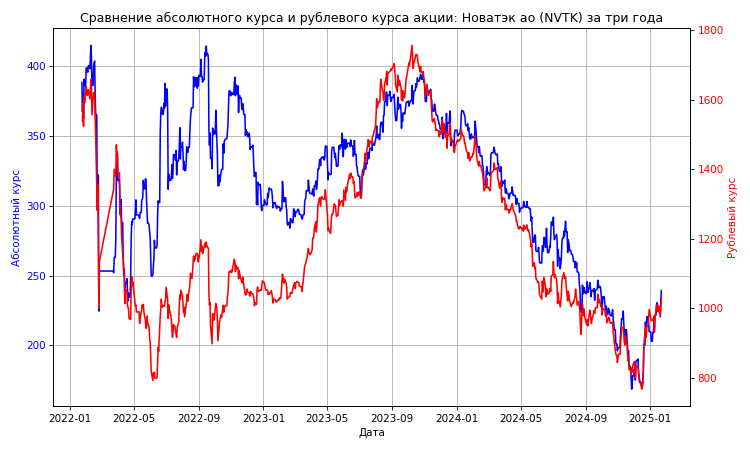 Сравнение абсолютного курса и рублевого курса акции: Новатэк ао (NVTK) за три года
Абсолютный курс
400
350
300
250
200
1800
1600
1400
1200
1000
800
Рублевый курс
2022-01 2022-05 2022-09 2023-01 2023-05 2023-09 2024-01 2024-05 2024-09 2025-01
Дата